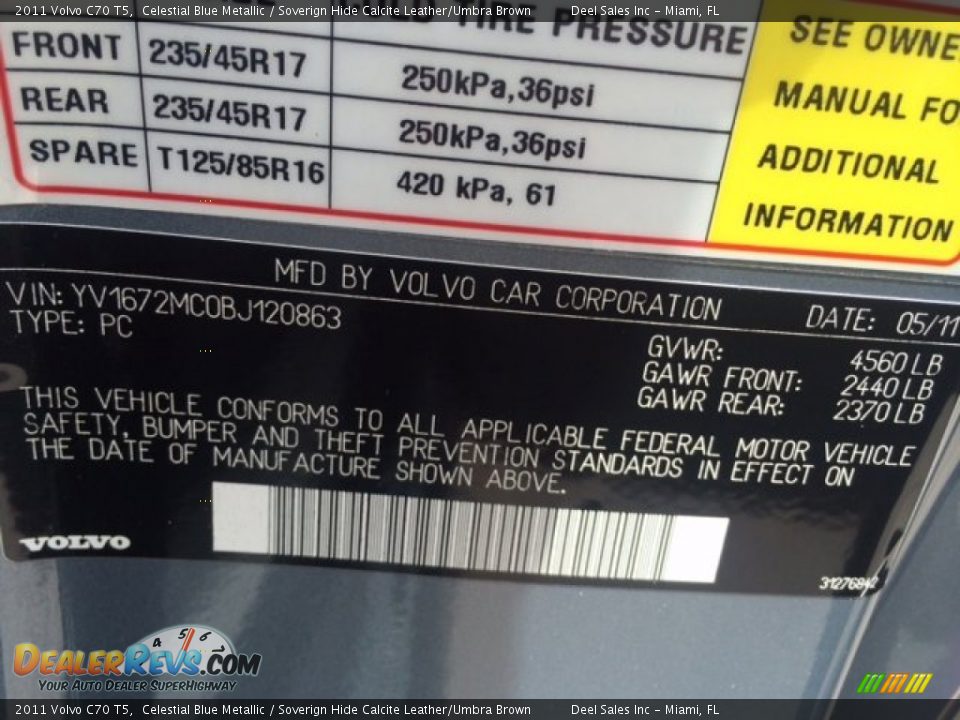 2011 Volvo C70 T5, Celestial Blue Metallic / Soverign Hide Calcite Leather/Umbra Brown Deel Sales Inc - Miami, FL
TIRE PRESSURE
FRONT 235/45R17 250kPa,36psi
REAR 235/45R17 250kPa,36psi
SPARE T125/85R16 420 kPa, 61
SEE OWNE
MANUAL FO
ADDITIONAL
INFORMATION
MFD BY VOLVO CAR CORPORATION DATE: 05/11
VIN: YV1672MC0BJ120863
TYPE: PC
GVWR: 4560 LB
GAWR FRONT: 2440 LB
GAWR REAR: 2370 LB
THIS VEHICLE CONFORMS TO ALL APPLICABLE FEDERAL MOTOR VEHICLE
SAFETY, BUMPER AND THEFT PREVENTION STANDARDS IN EFFECT ON
THE DATE OF MANUFACTURE SHOWN ABOVE.
VOLVO
31276842
4 5 6
DealerRevs.com
Your Auto Dealer SuperHighway
2011 Volvo C70 T5, Celestial Blue Metallic / Soverign Hide Calcite Leather/Umbra Brown Deel Sales Inc - Miami, FL